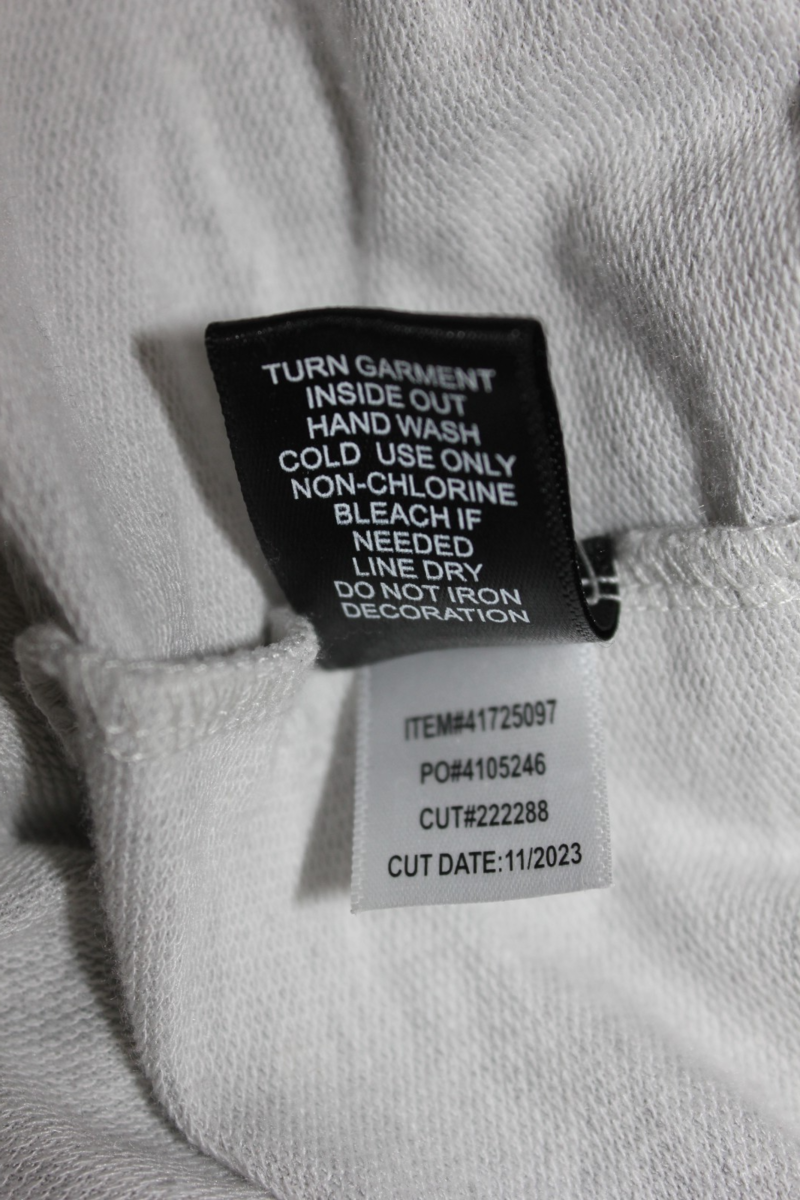 TURN GARMENT
INSIDE OUT
HAND WASH
COLD USE ONLY
NON-CHLORINE
BLEACH IF
NEEDED
LINE DRY
DO NOT IRON
DECORATION
ITEM#41725097
PO#4105246
CUT#222288
CUT DATE:11/2023